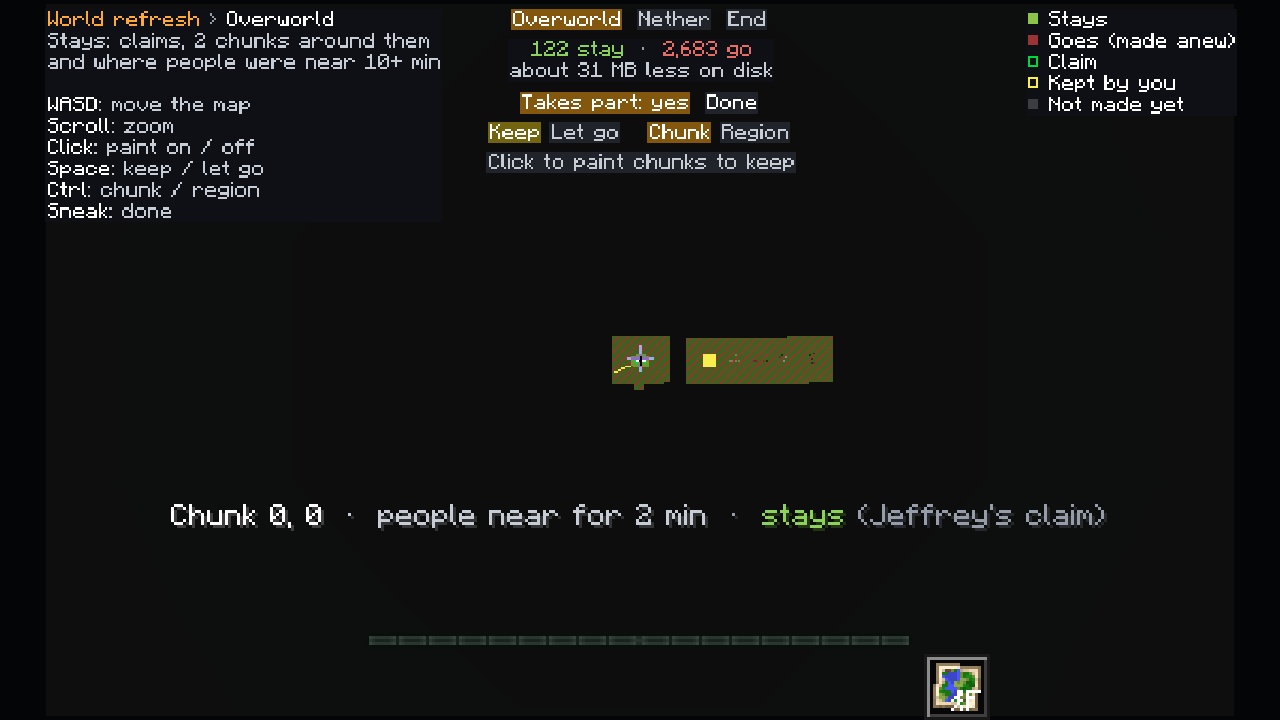 World refresh > Overworld
Stays: claims, 2 chunks around them
and where people were near 10+ min
WASD: move the map
Scroll: zoom
Click: paint on / off
Space: keep / let go
Ctrl: chunk / region
Sneak: done
Overworld Nether End
122 stay · 2,683 go
about 31 MB less on disk
Takes part: yes Done
Keep Let go Chunk Region
Click to paint chunks to keep
Stays
Goes (made anew)
Claim
Kept by you
Not made yet
Chunk 0, 0 · people near for 2 min · stays (Jeffrey's claim)